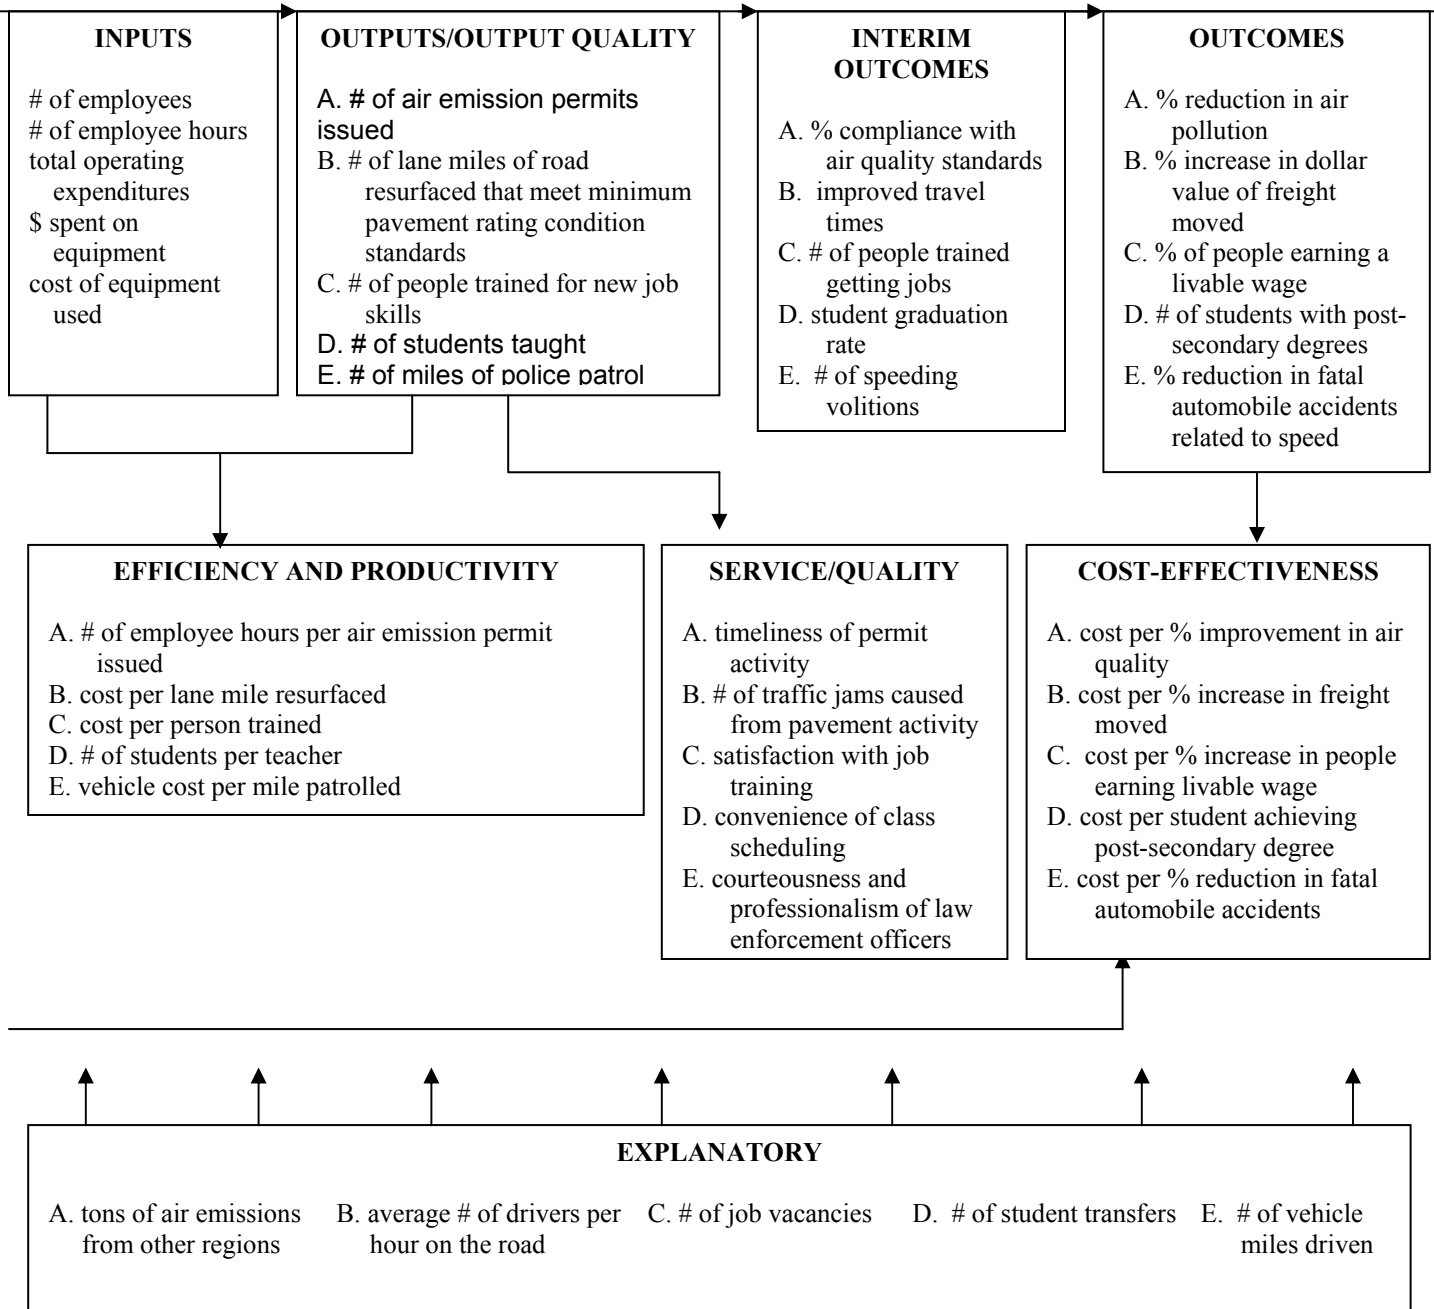 INPUTS
# of employees
# of employee hours
total operating
expenditures
$ spent on
equipment
cost of equipment
used
OUTPUTS/OUTPUT QUALITY
A. # of air emission permits
issued
B. # of lane miles of road
resurfaced that meet minimum
pavement rating condition
standards
C. # of people trained for new job
skills
D. # of students taught
E. # of miles of police patrol
INTERIM
OUTCOMES
A. % compliance with
air quality standards
B. improved travel
times
C. # of people trained
getting jobs
D. student graduation
rate
E. # of speeding
volitions
OUTCOMES
A. % reduction in air
pollution
B. % increase in dollar
value of freight
moved
C. % of people earning a
livable wage
D. # of students with post-
secondary degrees
E. % reduction in fatal
automobile accidents
related to speed
EFFICIENCY AND PRODUCTIVITY
A. # of employee hours per air emission permit
issued
B. cost per lane mile resurfaced
C. cost per person trained
D. # of students per teacher
E. vehicle cost per mile patrolled
SERVICE/QUALITY
A. timeliness of permit
activity
B. # of traffic jams caused
from pavement activity
C. satisfaction with job
training
D. convenience of class
scheduling
E. courteousness and
professionalism of law
enforcement officers
COST-EFFECTIVENESS
A. cost per % improvement in air
quality
B. cost per % increase in freight
moved
C. cost per % increase in people
earning livable wage
D. cost per student achieving
post-secondary degree
E. cost per % reduction in fatal
automobile accidents
EXPLANATORY
A. tons of air emissions
from other regions
B. average # of drivers per
hour on the road
C. # of job vacancies
D. # of student transfers
E. # of vehicle
miles driven